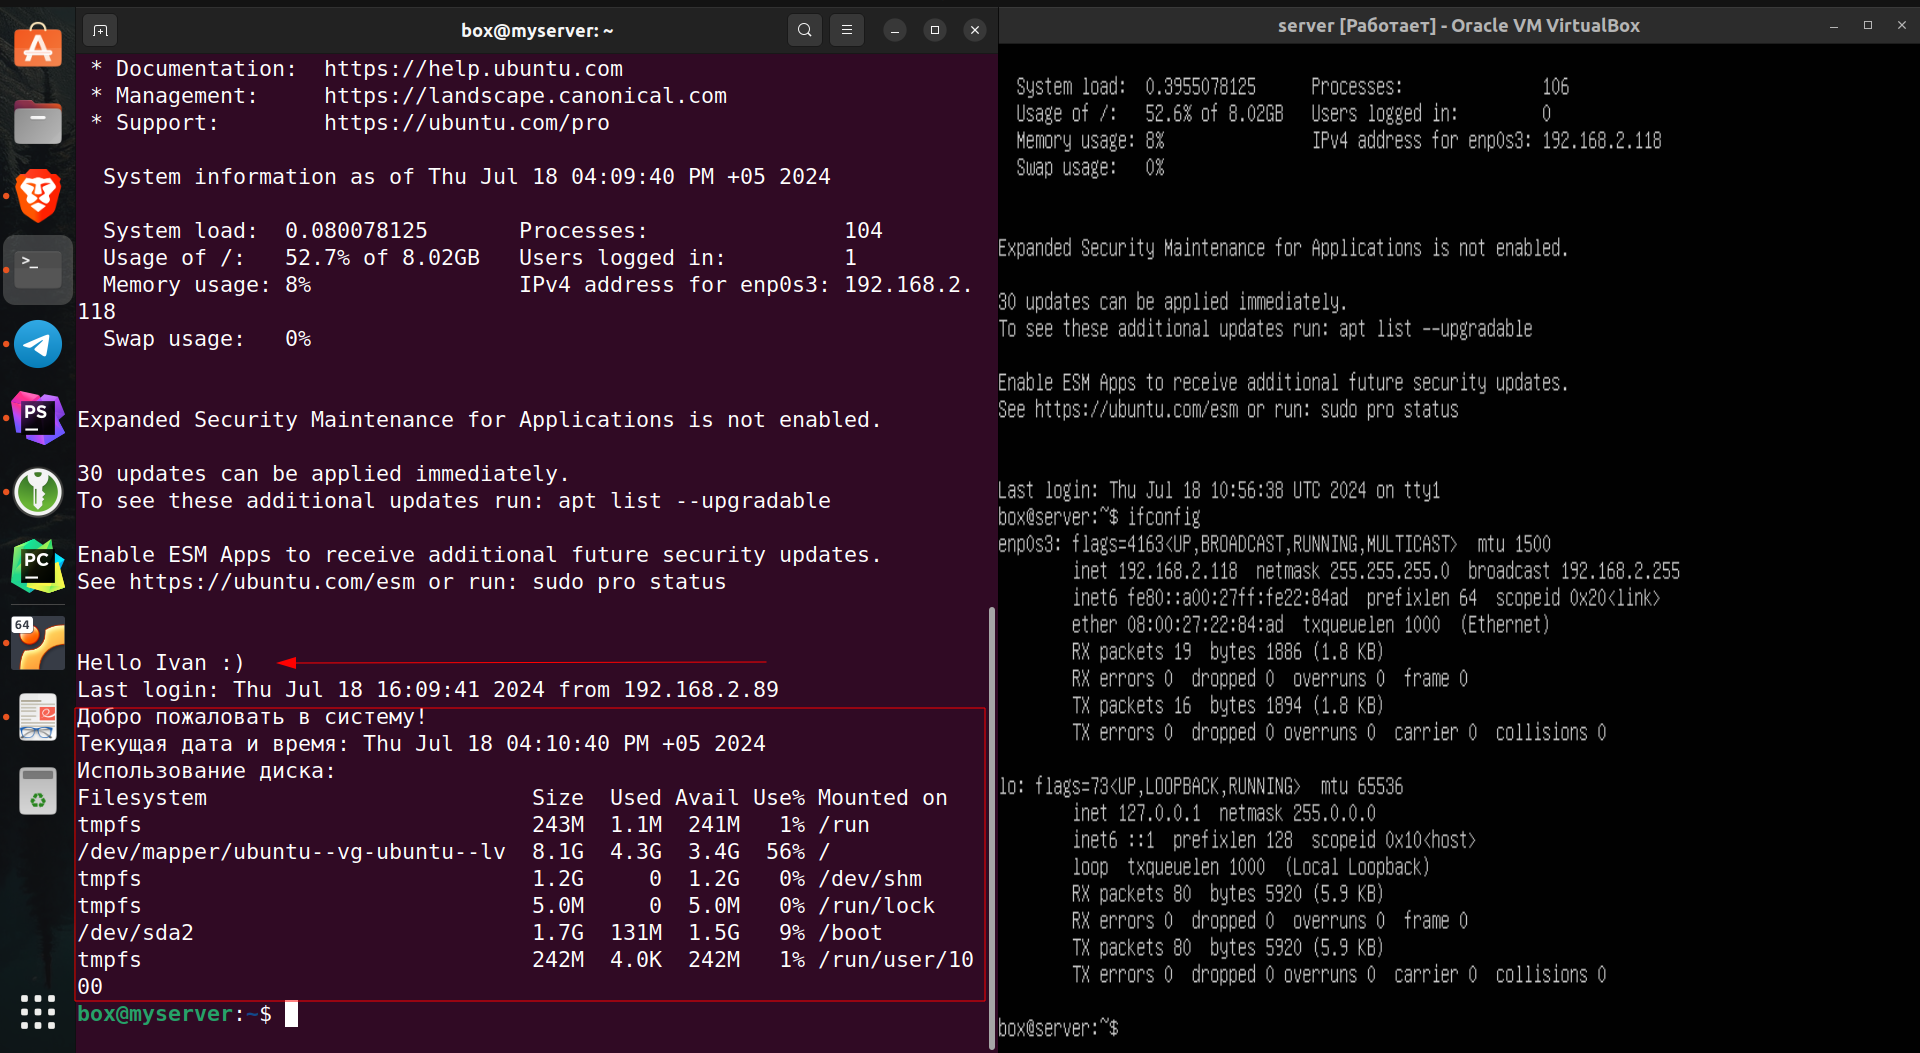 box@myserver: ~
* Documentation:  https://help.ubuntu.com
* Management:     https://landscape.canonical.com
* Support:        https://ubuntu.com/pro
System information as of Thu Jul 18 04:09:40 PM +05 2024
System load:  0.080078125       Processes:               104
Usage of /:   52.7% of 8.02GB   Users logged in:         1
Memory usage: 8%                IPv4 address for enp0s3: 192.168.2.
118
Swap usage:   0%
Expanded Security Maintenance for Applications is not enabled.
30 updates can be applied immediately.
To see these additional updates run: apt list --upgradable
Enable ESM Apps to receive additional future security updates.
See https://ubuntu.com/esm or run: sudo pro status
Hello Ivan :)
Last login: Thu Jul 18 16:09:41 2024 from 192.168.2.89
Добро пожаловать в систему!
Текущая дата и время: Thu Jul 18 04:10:40 PM +05 2024
Использование диска:
Filesystem                         Size  Used Avail Use% Mounted on
tmpfs                              243M  1.1M  241M   1% /run
/dev/mapper/ubuntu--vg-ubuntu--lv  8.1G  4.3G  3.4G  56% /
tmpfs                              1.2G     0  1.2G   0% /dev/shm
tmpfs                              5.0M     0  5.0M   0% /run/lock
/dev/sda2                          1.7G  131M  1.5G   9% /boot
tmpfs                              242M  4.0K  242M   1% /run/user/10
00
box@myserver:~$
server [Работает] - Oracle VM VirtualBox
System load:  0.3955078125      Processes:               106
Usage of /:   52.6% of 8.02GB   Users logged in:         0
Memory usage: 8%                IPv4 address for enp0s3: 192.168.2.118
Swap usage:   0%
Expanded Security Maintenance for Applications is not enabled.
30 updates can be applied immediately.
To see these additional updates run: apt list --upgradable
Enable ESM Apps to receive additional future security updates.
See https://ubuntu.com/esm or run: sudo pro status
Last login: Thu Jul 18 10:56:38 UTC 2024 on tty1
box@server:~$ ifconfig
enp0s3: flags=4163<UP,BROADCAST,RUNNING,MULTICAST>  mtu 1500
inet 192.168.2.118  netmask 255.255.255.0  broadcast 192.168.2.255
inet6 fe80::a00:27ff:fe22:84ad  prefixlen 64  scopeid 0x20<link>
ether 08:00:27:22:84:ad  txqueuelen 1000  (Ethernet)
RX packets 19  bytes 1886 (1.8 KB)
RX errors 0  dropped 0  overruns 0  frame 0
TX packets 16  bytes 1894 (1.8 KB)
TX errors 0  dropped 0 overruns 0  carrier 0  collisions 0
lo: flags=73<UP,LOOPBACK,RUNNING>  mtu 65536
inet 127.0.0.1  netmask 255.0.0.0
inet6 ::1  prefixlen 128  scopeid 0x10<host>
loop  txqueuelen 1000  (Local Loopback)
RX packets 80  bytes 5920 (5.9 KB)
RX errors 0  dropped 0  overruns 0  frame 0
TX packets 80  bytes 5920 (5.9 KB)
TX errors 0  dropped 0 overruns 0  carrier 0  collisions 0
box@server:~$
>_
PS
PC
64